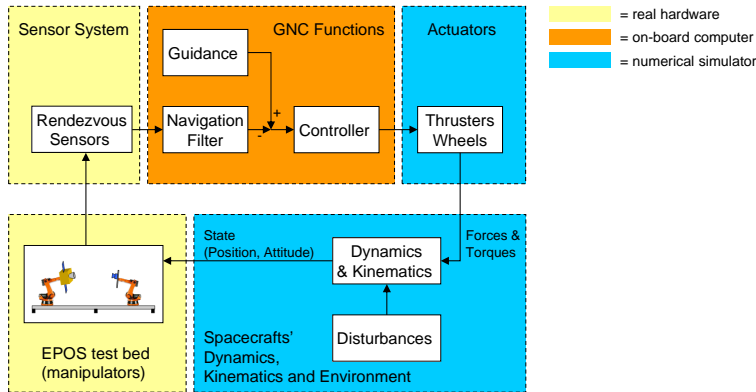 Sensor System
GNC Functions
Actuators
= real hardware
= on-board computer
= numerical simulator
Guidance
+
Rendezvous
Sensors
Navigation
Filter
-
Controller
Thrusters
Wheels
State
(Position, Attitude)
Forces &
Torques
Dynamics
& Kinematics
Disturbances
EPOS test bed
(manipulators)
Spacecrafts'
Dynamics,
Kinematics and Environment